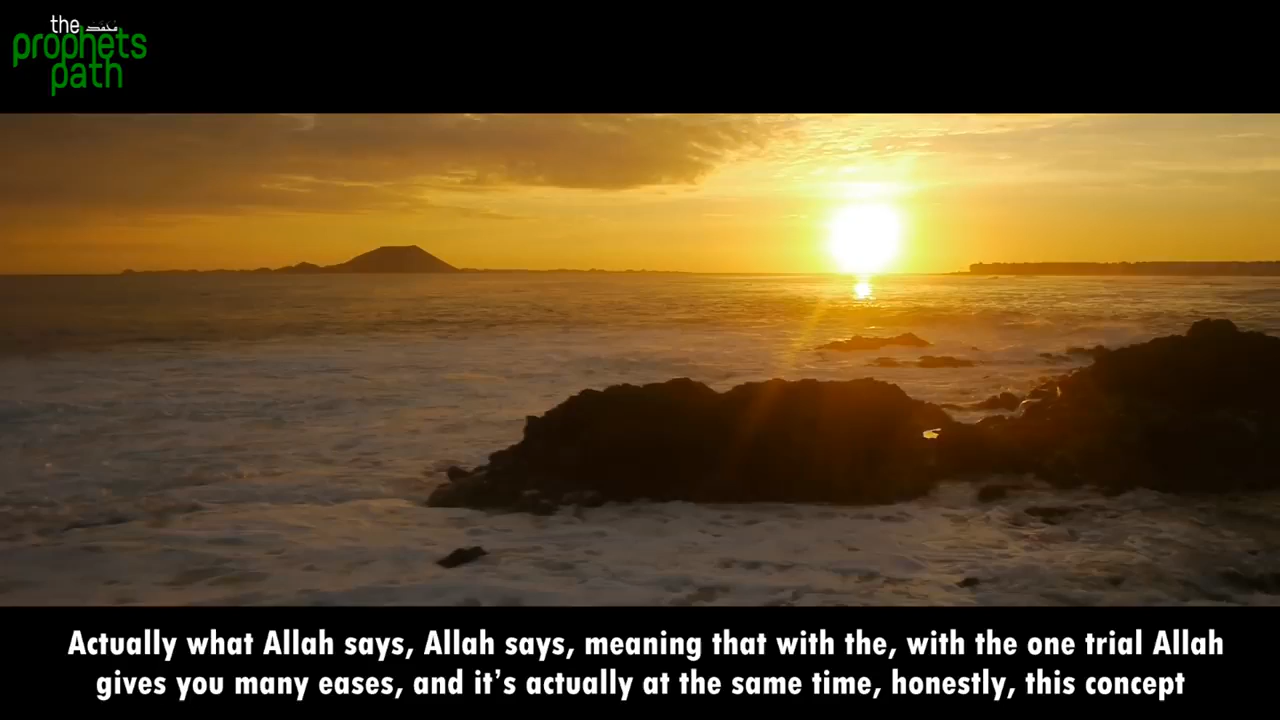 the محمد
prophets
path
Actually what Allah says, Allah says, meaning that with the, with the one trial Allah
gives you many eases, and it’s actually at the same time, honestly, this concept